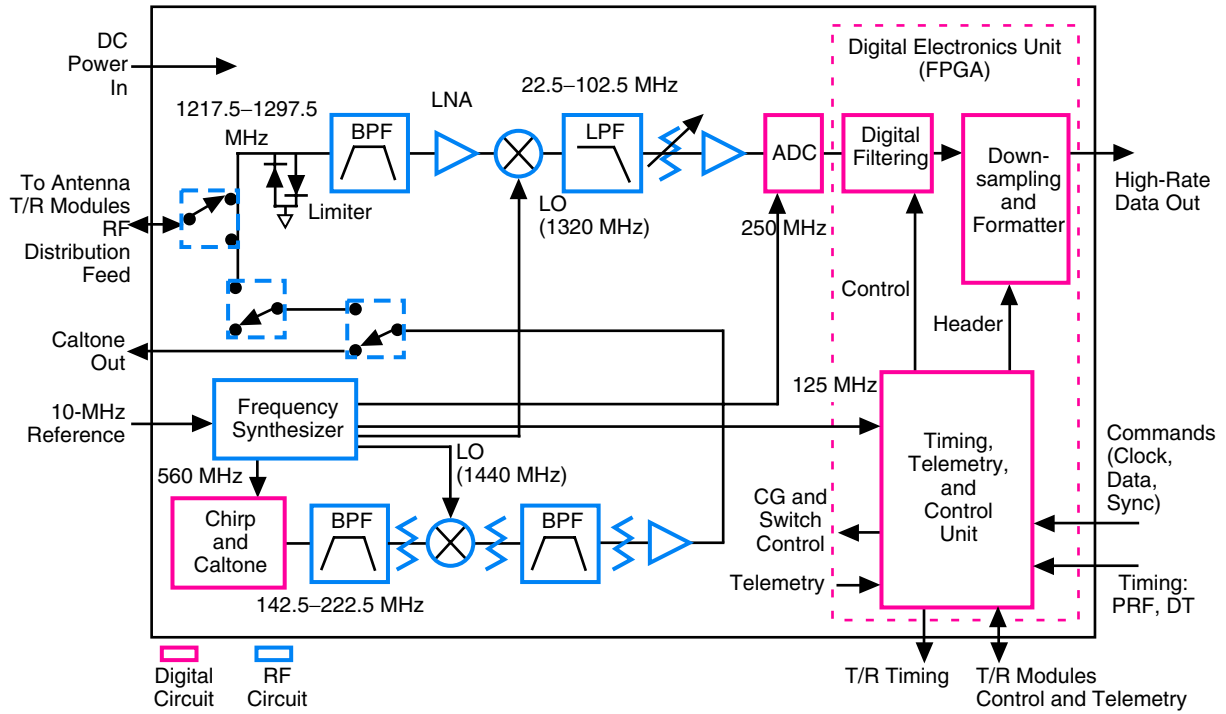 DC
Power
In
Digital Electronics Unit
(FPGA)
1217.5–1297.5
MHz
LNA
22.5–102.5 MHz
BPF
LPF
ADC
Digital
Filtering
Down-
sampling
and
Formatter
High-Rate
Data Out
To Antenna
T/R Modules
RF
Distribution
Feed
Limiter
LO
(1320 MHz)
250 MHz
Control
Header
Caltone
Out
10-MHz
Reference
Frequency
Synthesizer
125 MHz
Timing,
Telemetry,
and
Control
Unit
Commands
(Clock,
Data,
Sync)
560 MHz
LO
(1440 MHz)
Chirp
and
Caltone
BPF
BPF
142.5–222.5 MHz
CG and
Switch
Control
Telemetry
Timing:
PRF, DT
Digital
Circuit
RF
Circuit
T/R Timing
T/R Modules
Control and Telemetry